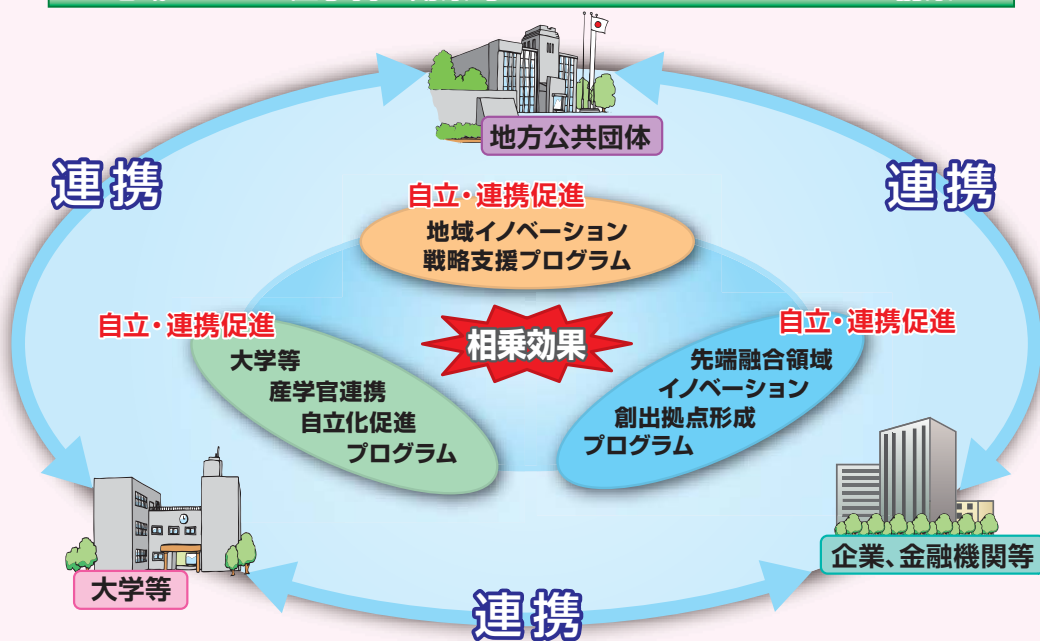 地方公共団体
連携
連携
自立・連携促進
地域イノベーション
戦略支援プログラム
自立・連携促進
大学等
産学官連携
自立化促進
プログラム
相乗効果
自立・連携促進
先端融合領域
イノベーション
創出拠点形成
プログラム
大学等
企業、金融機関等
連携